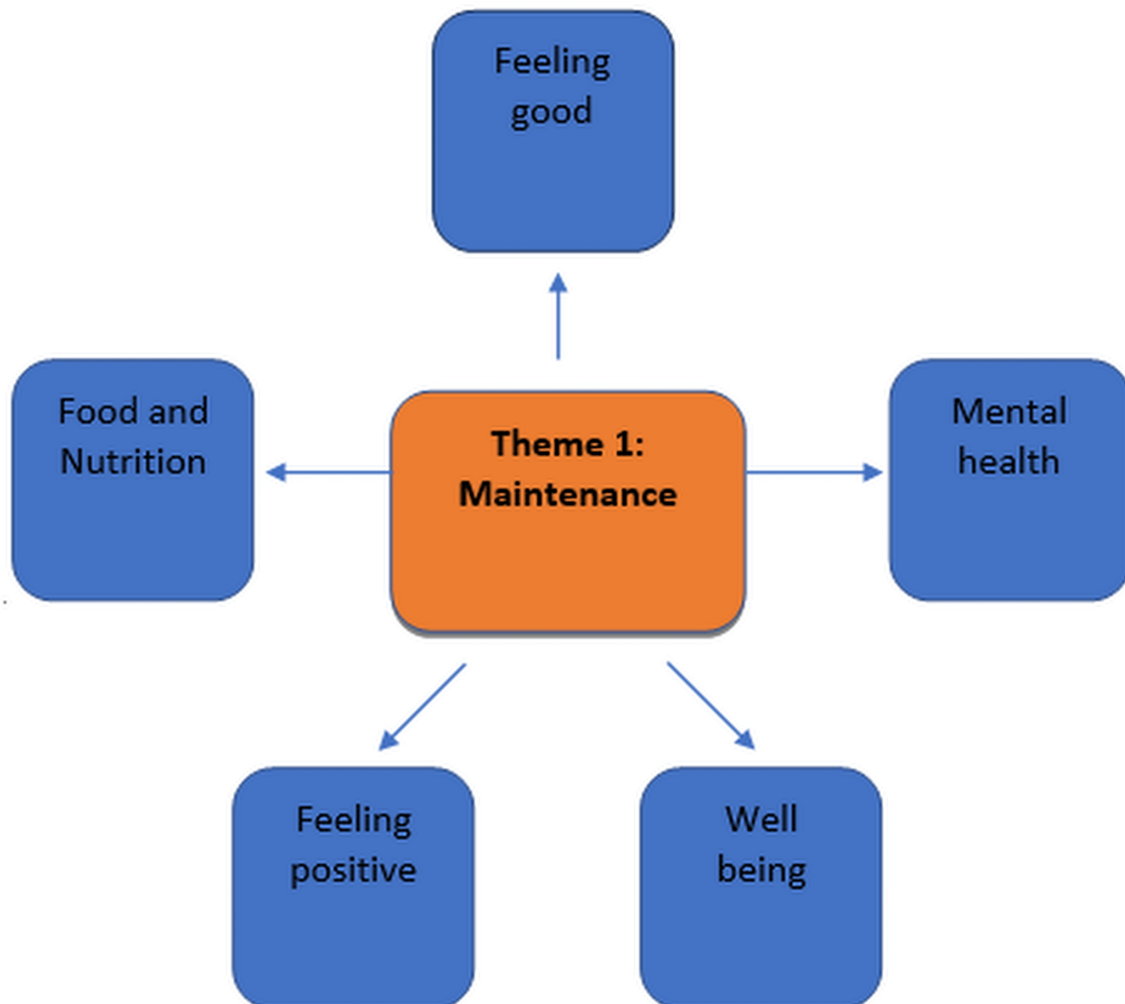 Feeling
good
Food and
Nutrition
Theme 1:
Maintenance
Mental
health
Feeling
positive
Well
being